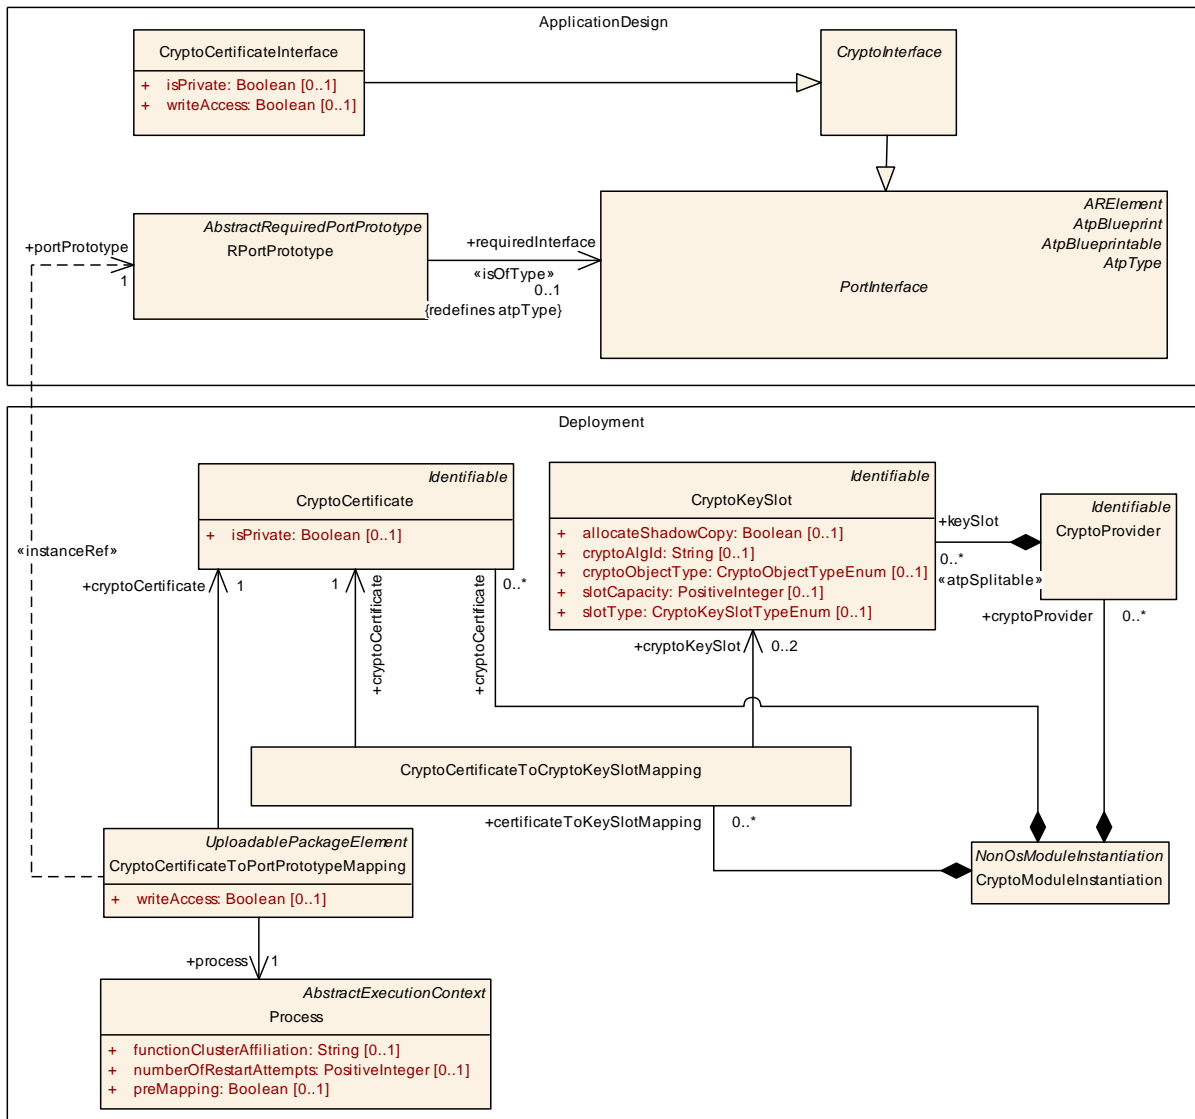 ApplicationDesign
CryptoCertificateInterface
+ isPrivate: Boolean [0..1]
+ writeAccess: Boolean [0..1]
CryptoInterface
AbstractRequiredPortPrototype
RPortPrototype
+portPrototype
1
+requiredInterface
«isOfType»
0..1
{redefines atpType}
ARElement
AtpBlueprint
AtpBlueprintable
AtpType
PortInterface
Deployment
Identifiable
CryptoCertificate
+ isPrivate: Boolean [0..1]
Identifiable
CryptoKeySlot
+ allocateShadowCopy: Boolean [0..1]
+ cryptoAlgId: String [0..1]
+ cryptoObjectType: CryptoObjectTypeEnum [0..1]
+ slotCapacity: PositiveInteger [0..1]
+ slotType: CryptoKeySlotTypeEnum [0..1]
+keySlot
0..*
«atpSplitable»
Identifiable
CryptoProvider
+cryptoProvider
0..*
«instanceRef»
+cryptoCertificate
1
1
+cryptoCertificate
+cryptoCertificate
0..*
+cryptoKeySlot
0..2
CryptoCertificateToCryptoKeySlotMapping
+certificateToKeySlotMapping
0..*
UploadablePackageElement
CryptoCertificateToPortPrototypeMapping
+ writeAccess: Boolean [0..1]
NonOsModuleInstantiation
CryptoModuleInstantiation
+process
1
AbstractExecutionContext
Process
+ functionClusterAffiliation: String [0..1]
+ numberOfRestartAttempts: PositiveInteger [0..1]
+ preMapping: Boolean [0..1]